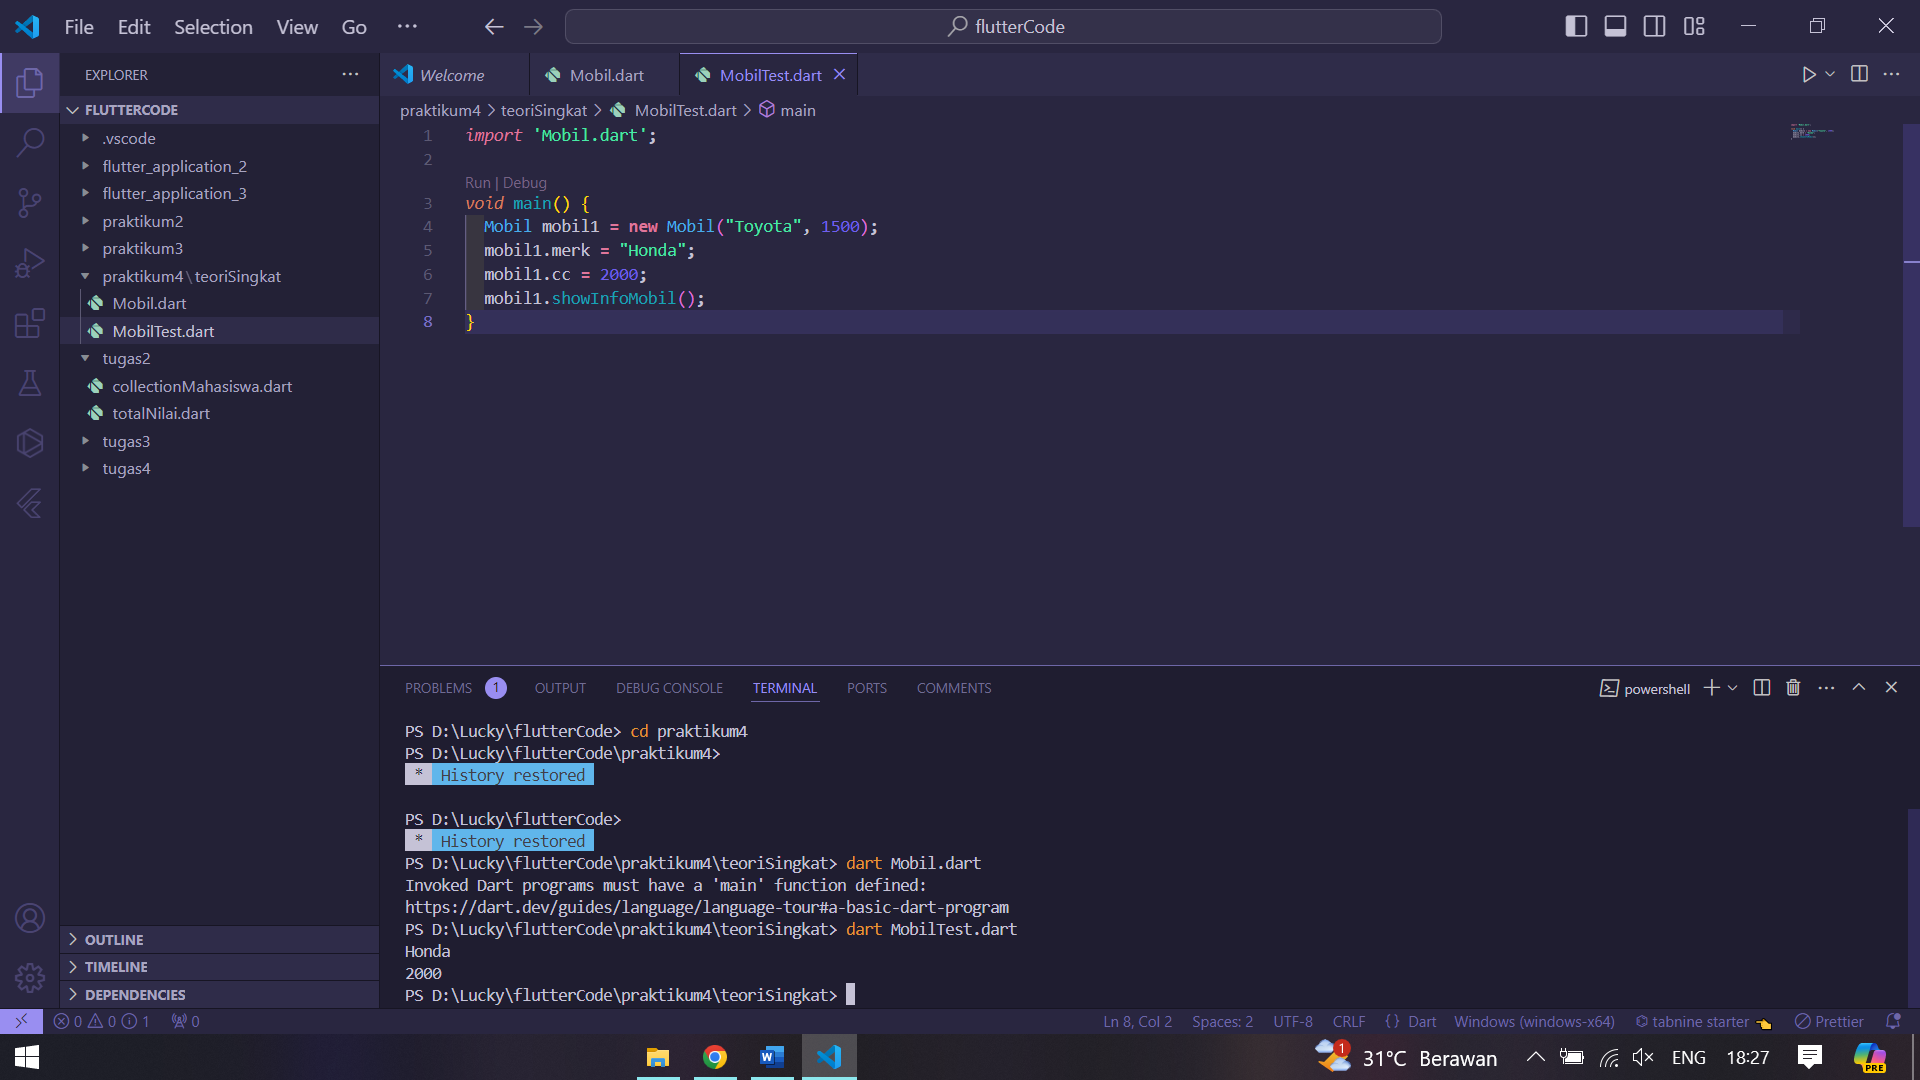 File Edit Selection View Go ··· flutterCode
EXPLORER ···
FLUTTERCODE
.vscode
flutter_application_2
flutter_application_3
praktikum2
praktikum3
praktikum4\teoriSingkat
Mobil.dart
MobilTest.dart
tugas2
collectionMahasiswa.dart
totalNilai.dart
tugas3
tugas4
OUTLINE
TIMELINE
DEPENDENCIES
Welcome Mobil.dart MobilTest.dart
praktikum4 > teoriSingkat > MobilTest.dart > main
1 import 'Mobil.dart';
2
Run | Debug
3 void main() {
4 Mobil mobil1 = new Mobil("Toyota", 1500);
5 mobil1.merk = "Honda";
6 mobil1.cc = 2000;
7 mobil1.showInfoMobil();
8 }
PROBLEMS 1 OUTPUT DEBUG CONSOLE TERMINAL PORTS COMMENTS powershell
PS D:\Lucky\flutterCode> cd praktikum4
PS D:\Lucky\flutterCode\praktikum4>
* History restored
PS D:\Lucky\flutterCode>
* History restored
PS D:\Lucky\flutterCode\praktikum4\teoriSingkat> dart Mobil.dart
Invoked Dart programs must have a 'main' function defined:
https://dart.dev/guides/language/language-tour#a-basic-dart-program
PS D:\Lucky\flutterCode\praktikum4\teoriSingkat> dart MobilTest.dart
Honda
2000
PS D:\Lucky\flutterCode\praktikum4\teoriSingkat>
0 0 1 0 Ln 8, Col 2 Spaces: 2 UTF-8 CRLF {} Dart Windows (windows-x64) tabnine starter Prettier
1 31°C Berawan ENG 18:27 PRE